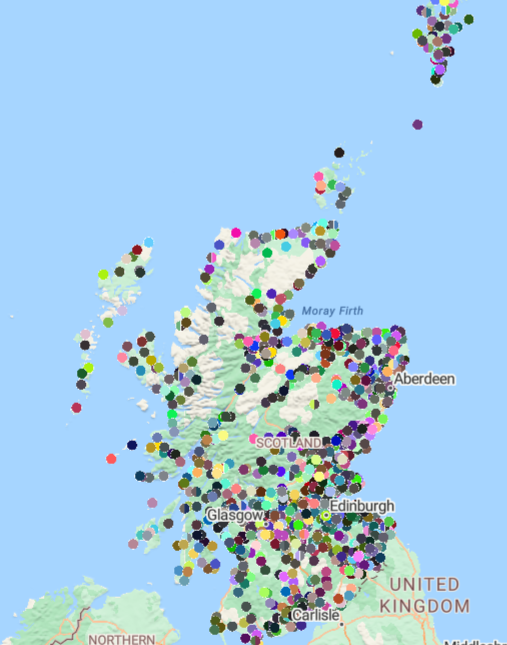 Moray Firth
Aberdeen
SCOTLAND
Edinburgh
Glasgow
UNITED
KINGDOM
Carlisle
NORTHERN